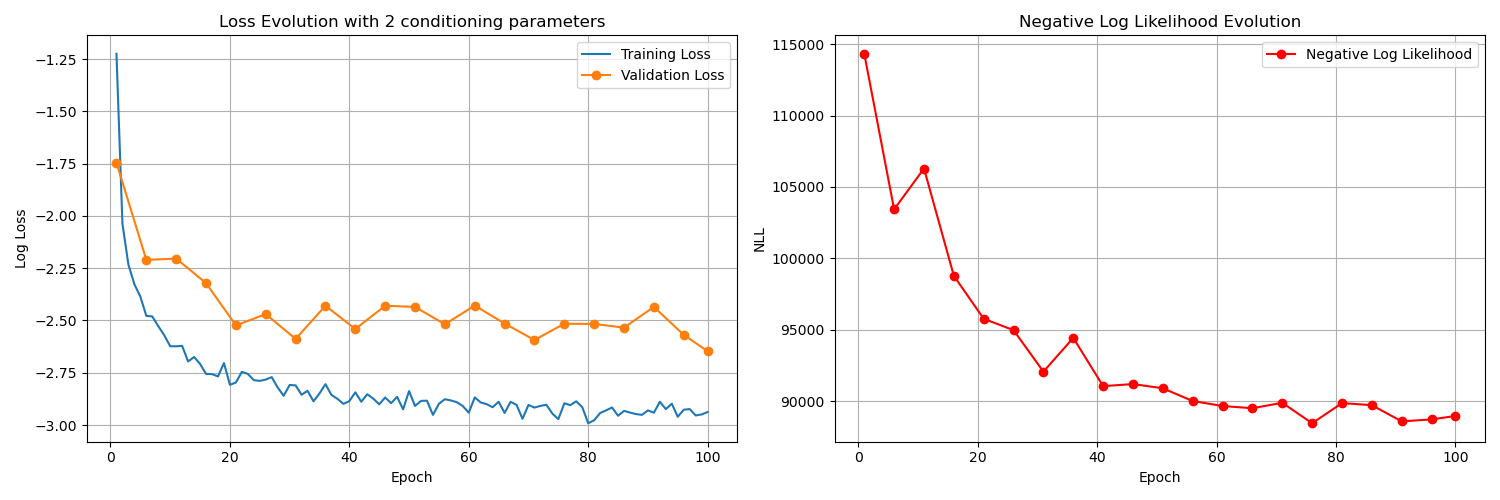 Loss Evolution with 2 conditioning parameters
Training Loss
Validation Loss
Log Loss
−1.25
−1.50
−1.75
−2.00
−2.25
−2.50
−2.75
−3.00
0 20 40 60 80 100
Epoch
Negative Log Likelihood Evolution
Negative Log Likelihood
NLL
115000
110000
105000
100000
95000
90000
0 20 40 60 80 100
Epoch